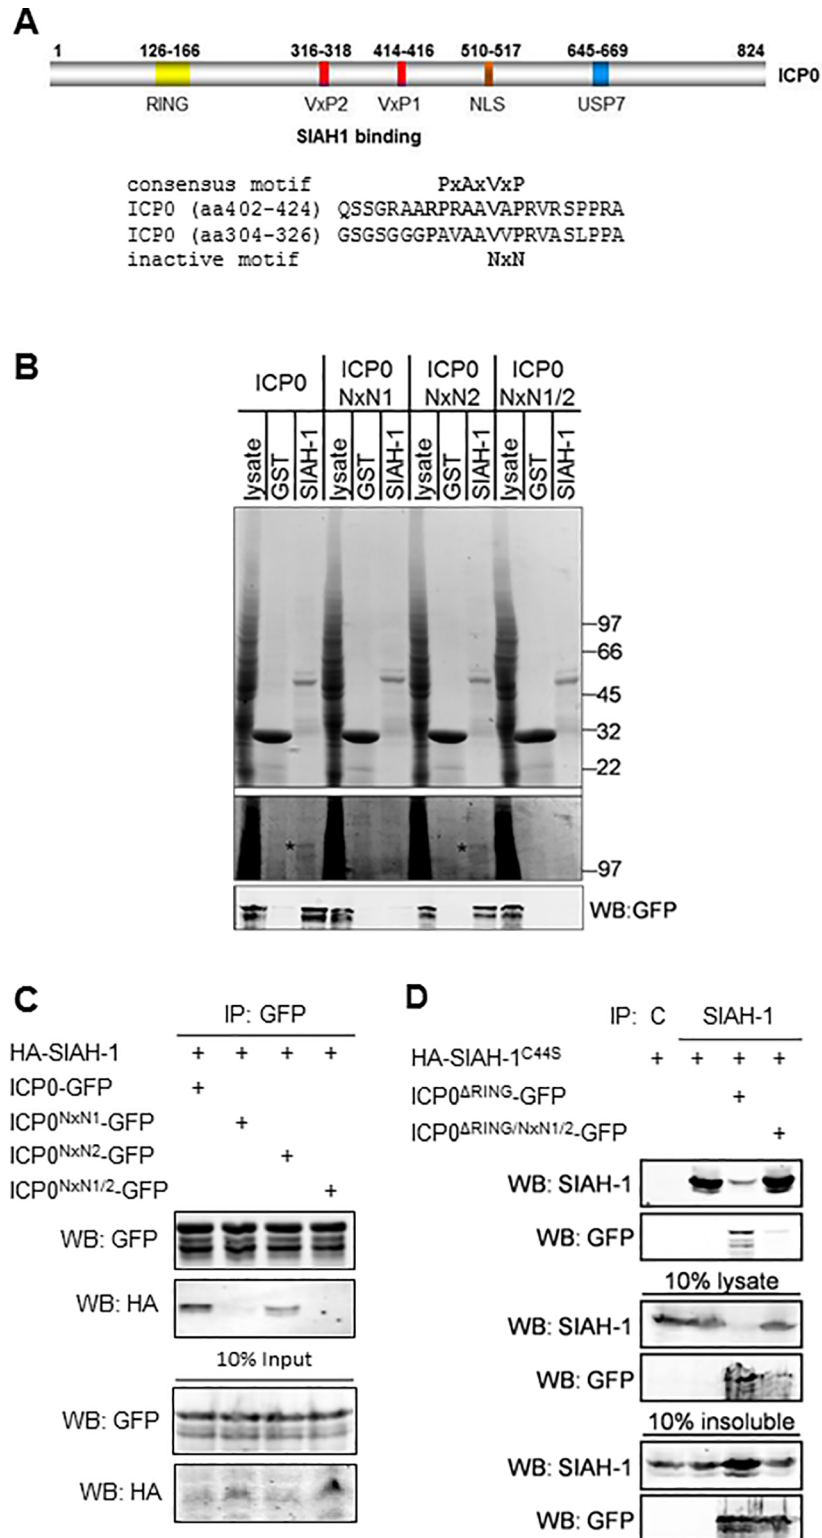 A
1 126-166 316-318 414-416 510-517 645-669 824
ICP0
RING VxP2 VxP1 NLS USP7
SIAH1 binding
consensus motif PxAxVxP
ICP0 (aa402-424) QSSGRAARPRAAVAPRVRSPPRA
ICP0 (aa304-326) GSGSGGGPAVAAVVPRVASLPPA
inactive motif NxN
B
ICP0 ICP0 NxN1 ICP0 NxN2 ICP0 NxN1/2
lysate GST SIAH-1 lysate GST SIAH-1 lysate GST SIAH-1 lysate GST SIAH-1
97
66
45
32
22
* *
97
WB:GFP
C
IP: GFP
HA-SIAH-1 + + + +
ICP0-GFP +
ICP0NxN1-GFP +
ICP0NxN2-GFP +
ICP0NxN1/2-GFP +
WB: GFP
WB: HA
10% Input
WB: GFP
WB: HA
D
IP: C SIAH-1
HA-SIAH-1C44S + + + +
ICP0ΔRING-GFP +
ICP0ΔRING/NxN1/2-GFP +
WB: SIAH-1
WB: GFP
10% lysate
WB: SIAH-1
WB: GFP
10% insoluble
WB: SIAH-1
WB: GFP